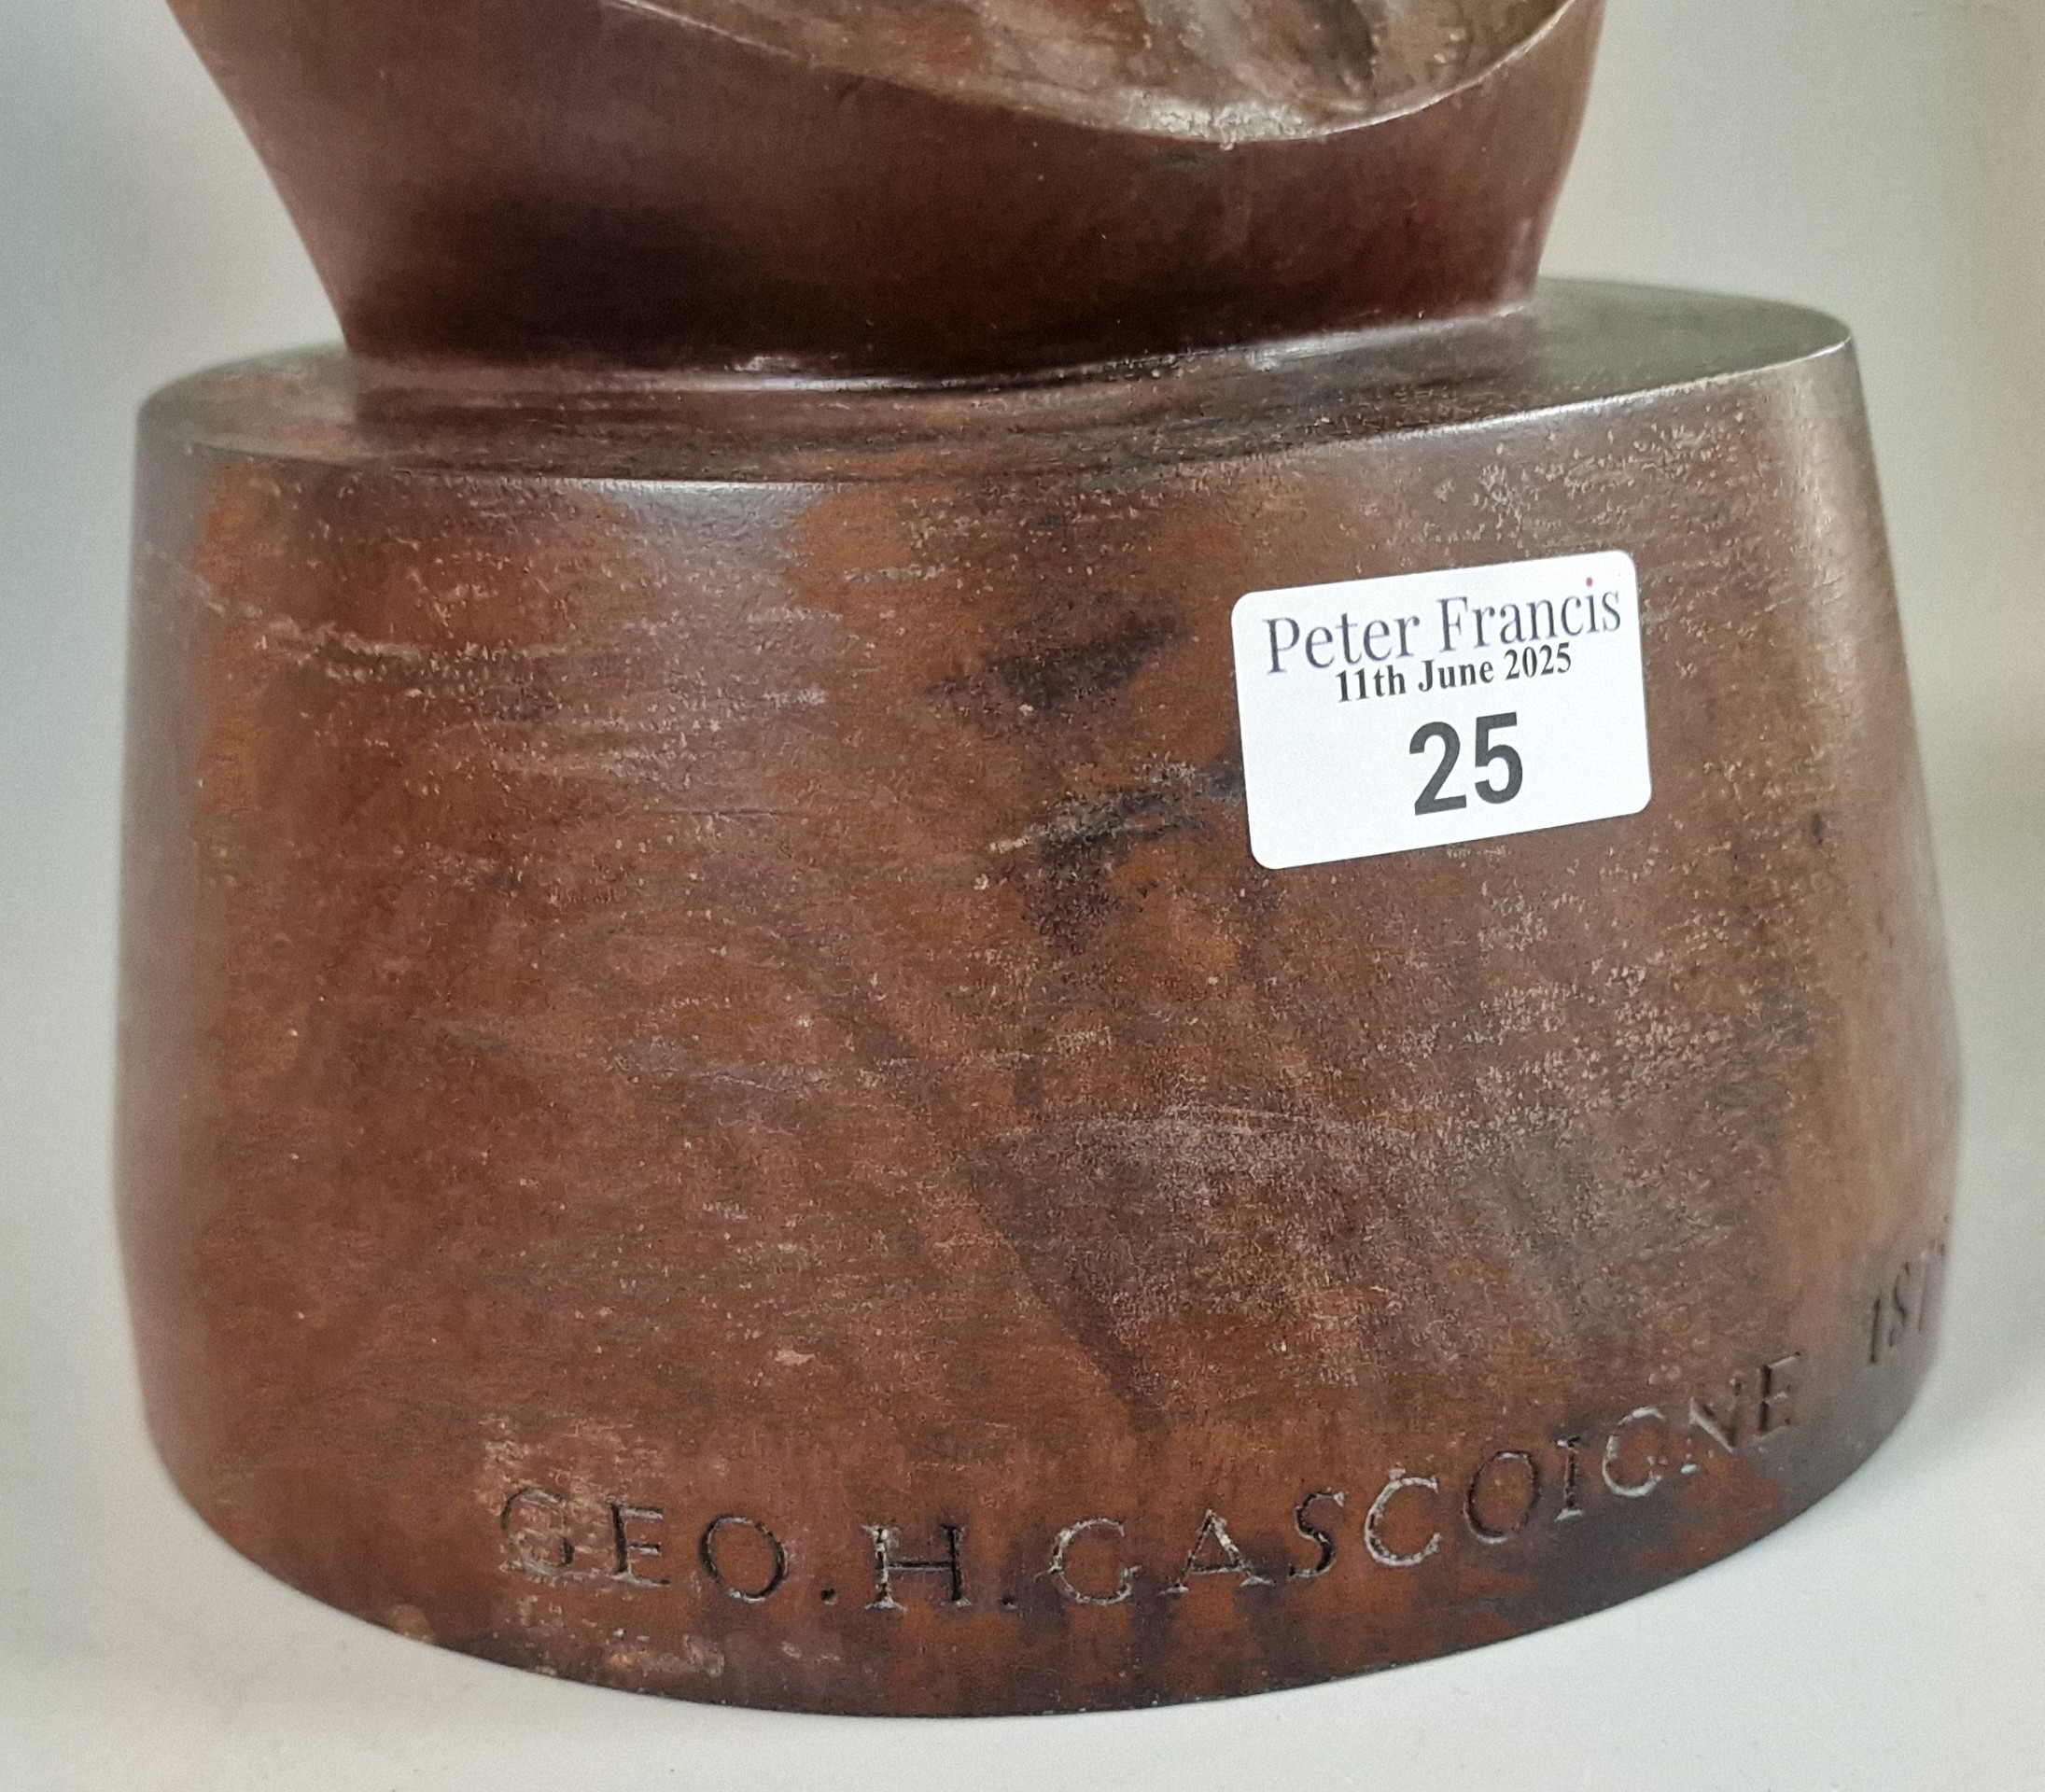 Peter Francis
11th June 2025
25
GEO.H.GASCOIGNE